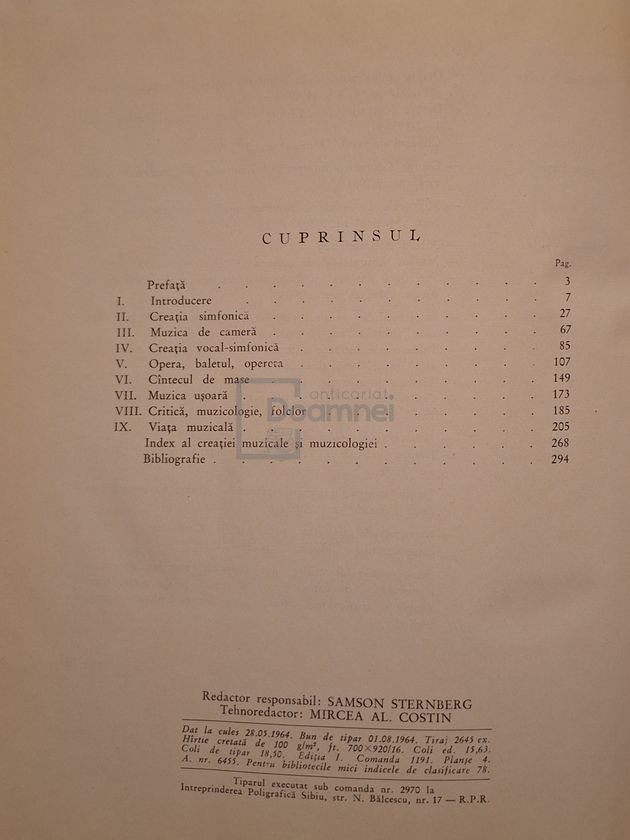 CUPRINSUL
Pag.
Prefață . . . . . . . . . . . . 3
I. Introducere . . . . . . . . . . . 7
II. Creația simfonică . . . . . . . . . . 27
III. Muzica de cameră . . . . . . . . . . 67
IV. Creația vocal-simfonică . . . . . . . . . 85
V. Opera, baletul, opereta . . . . . . . . . 107
VI. Cîntecul de mase . . . . . . . . . . 149
VII. Muzica ușoară . . . . . . . . . . . 173
VIII. Critică, muzicologie, folclor . . . . . . . . 185
IX. Viața muzicală . . . . . . . . . . . 205
Index al creației muzicale și muzicologiei . . . . . . 268
Bibliografie . . . . . . . . . . . . 294
anticariat
Doamnei
Redactor responsabil: SAMSON STERNBERG
Tehnoredactor: MIRCEA AL. COSTIN
Dat la cules 28.05.1964. Bun de tipar 01.08.1964. Tiraj 2645 ex.
Hîrtie cretată de 100 g/m², ft. 700×920/16. Coli ed. 15,63.
Coli de tipar 18,50. Ediția I. Comanda 1191. Planșe 4.
A. nr. 6455. Pentru bibliotecile mici indicele de clasificare 78.
Tiparul executat sub comanda nr. 2970 la
Intreprinderea Poligrafică Sibiu, str. N. Bălcescu, nr. 17 — R.P.R.